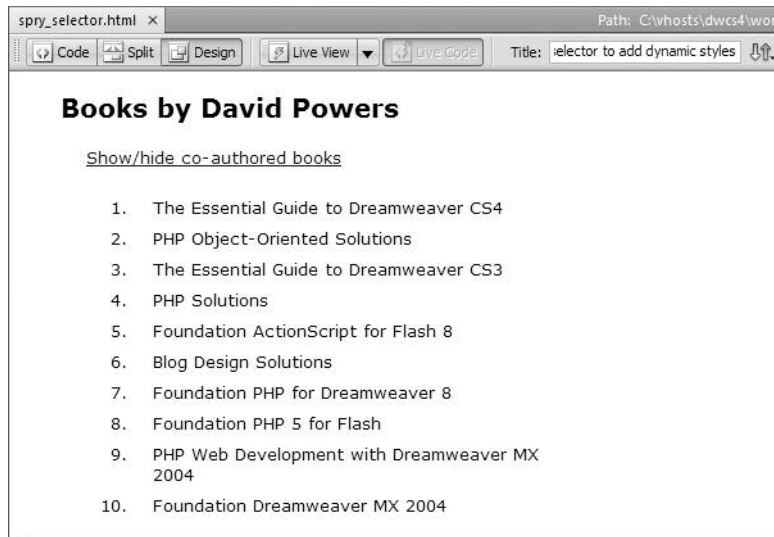 spry_selector.html ×
Path: C:\vhosts\dwcs4\wor
Code Split Design Live View Live Code Title: elector to add dynamic styles
Books by David Powers
Show/hide co-authored books
1. The Essential Guide to Dreamweaver CS4
2. PHP Object-Oriented Solutions
3. The Essential Guide to Dreamweaver CS3
4. PHP Solutions
5. Foundation ActionScript for Flash 8
6. Blog Design Solutions
7. Foundation PHP for Dreamweaver 8
8. Foundation PHP 5 for Flash
9. PHP Web Development with Dreamweaver MX
2004
10. Foundation Dreamweaver MX 2004